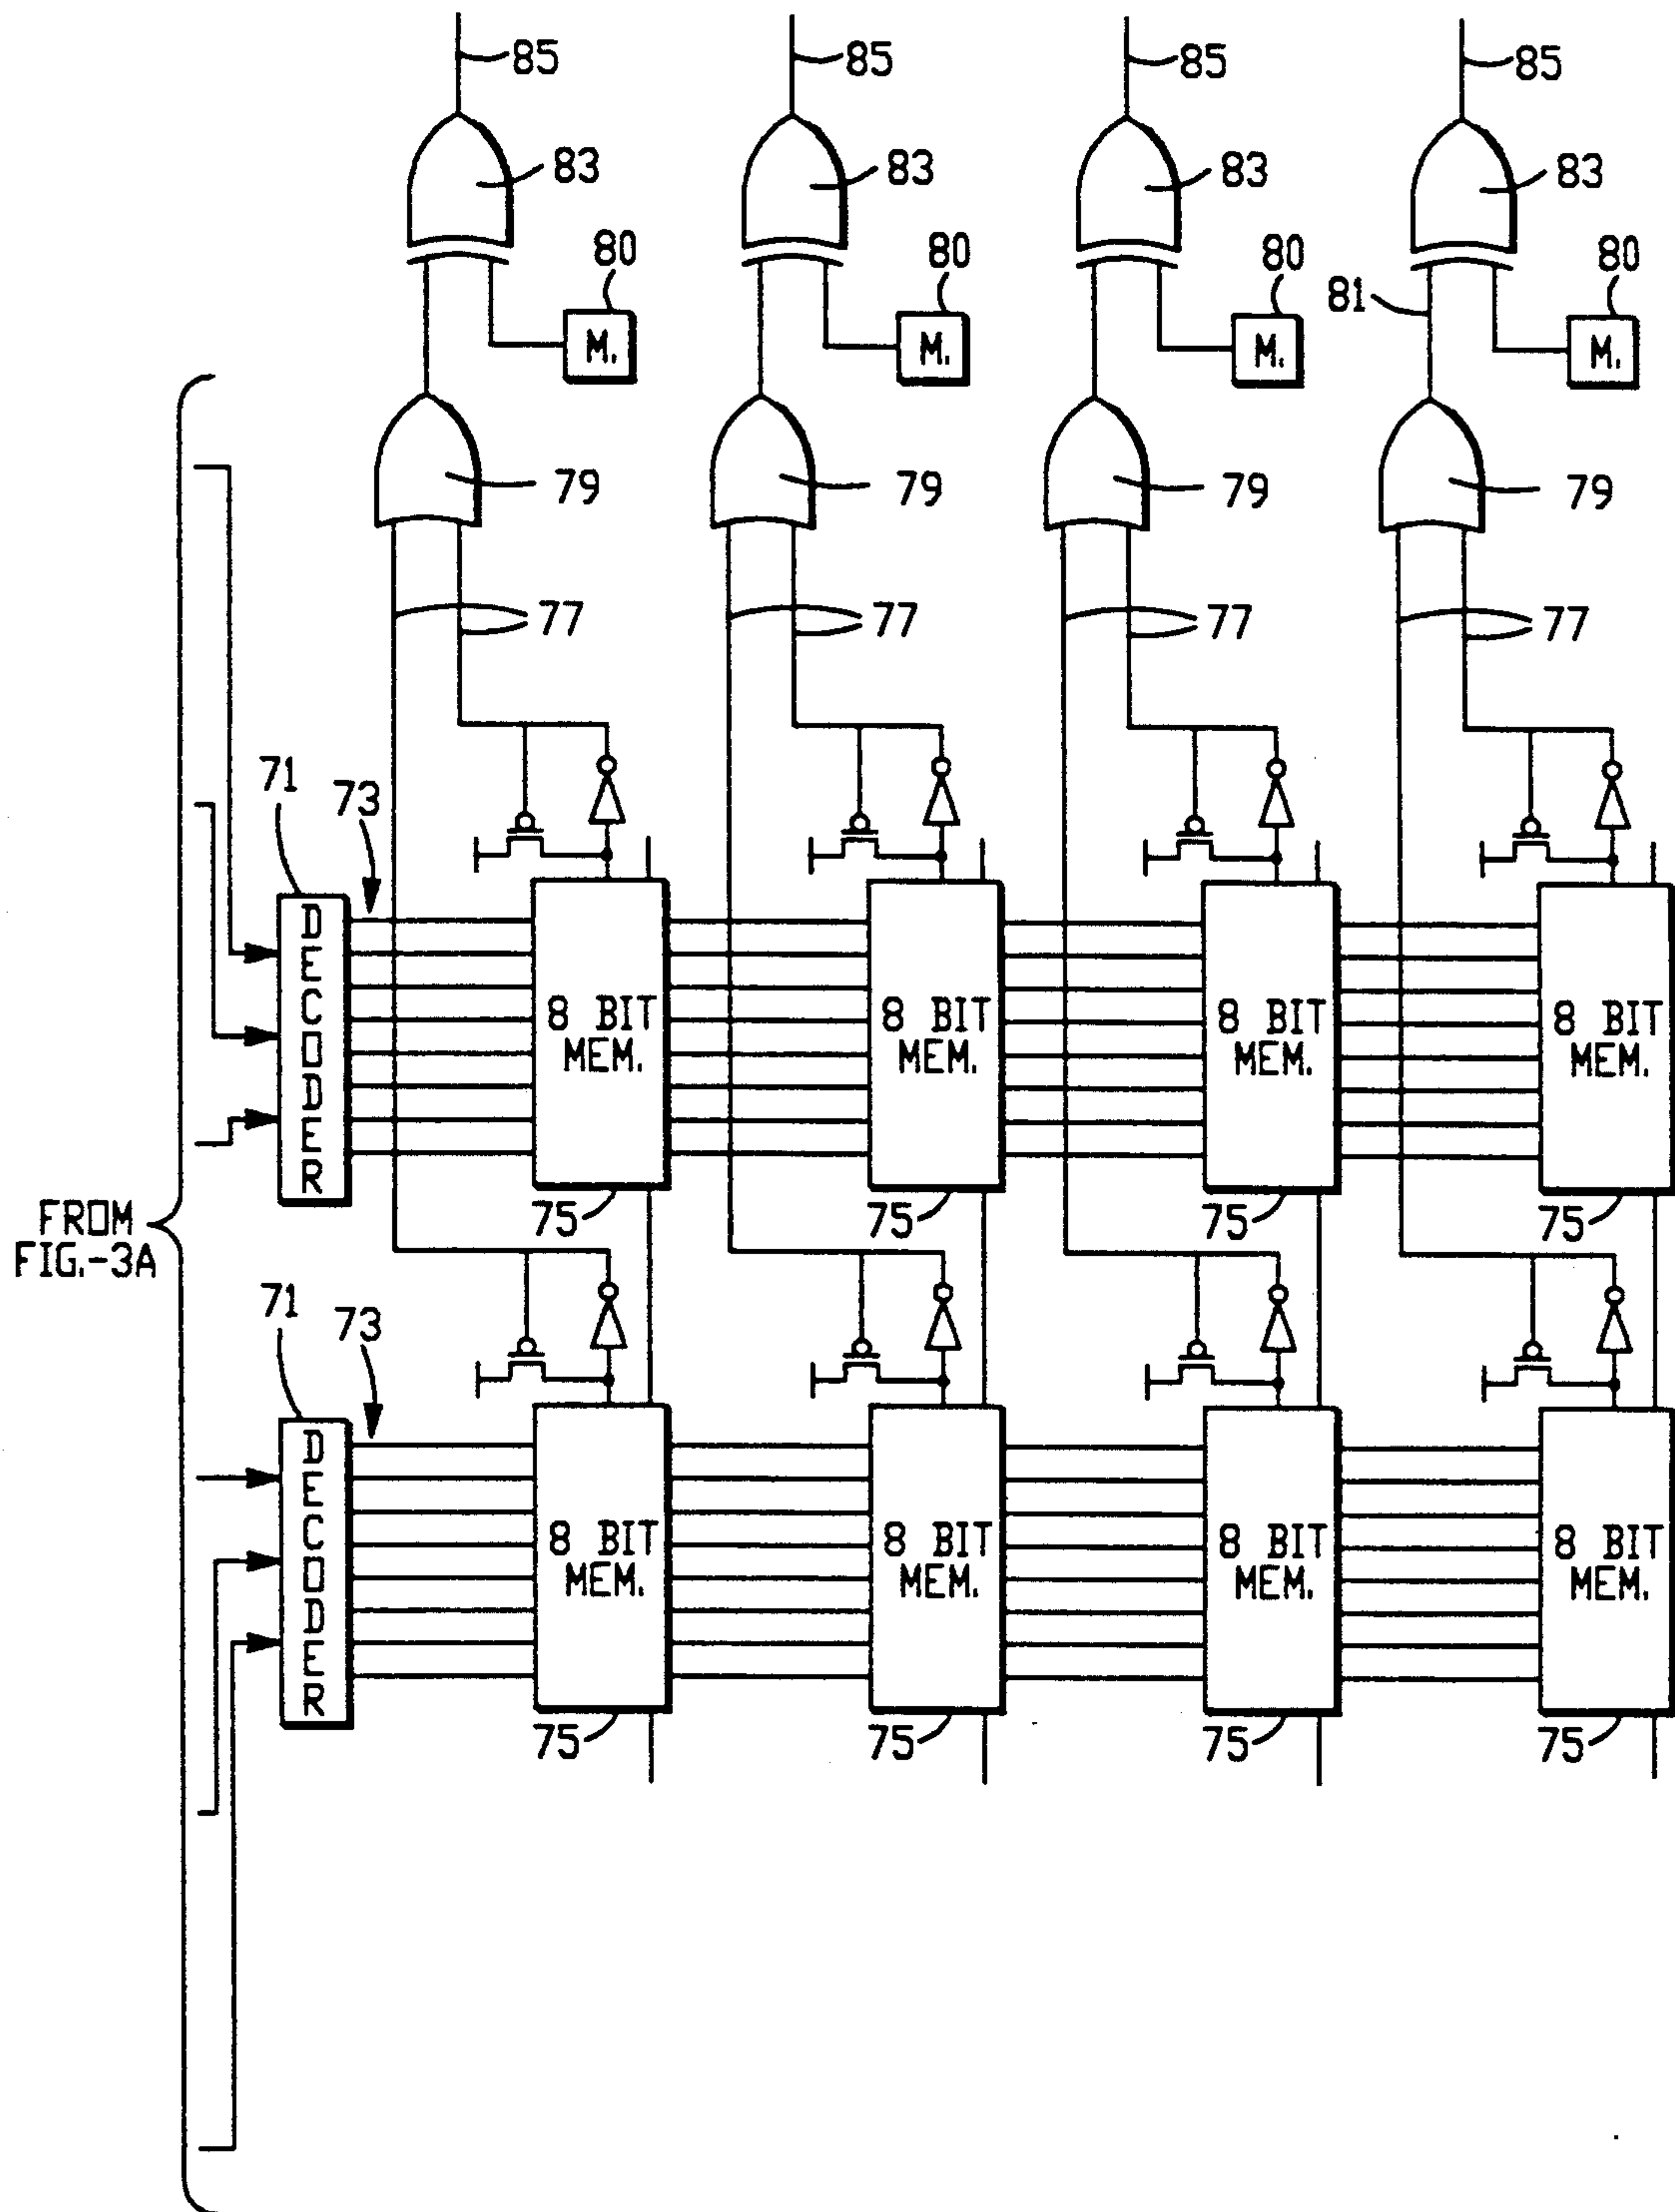 85 85 85 85
83 83 83 83
80 80 80 80
81
M. M. M. M.
79 79 79 79
77 77 77 77
71
73
DECODER
8 BIT 8 BIT 8 BIT 8 BIT
MEM. MEM. MEM. MEM.
75 75 75 75
FROM
FIG.-3A
71
73
DECODER
8 BIT 8 BIT 8 BIT 8 BIT
MEM. MEM. MEM. MEM.
75 75 75 75